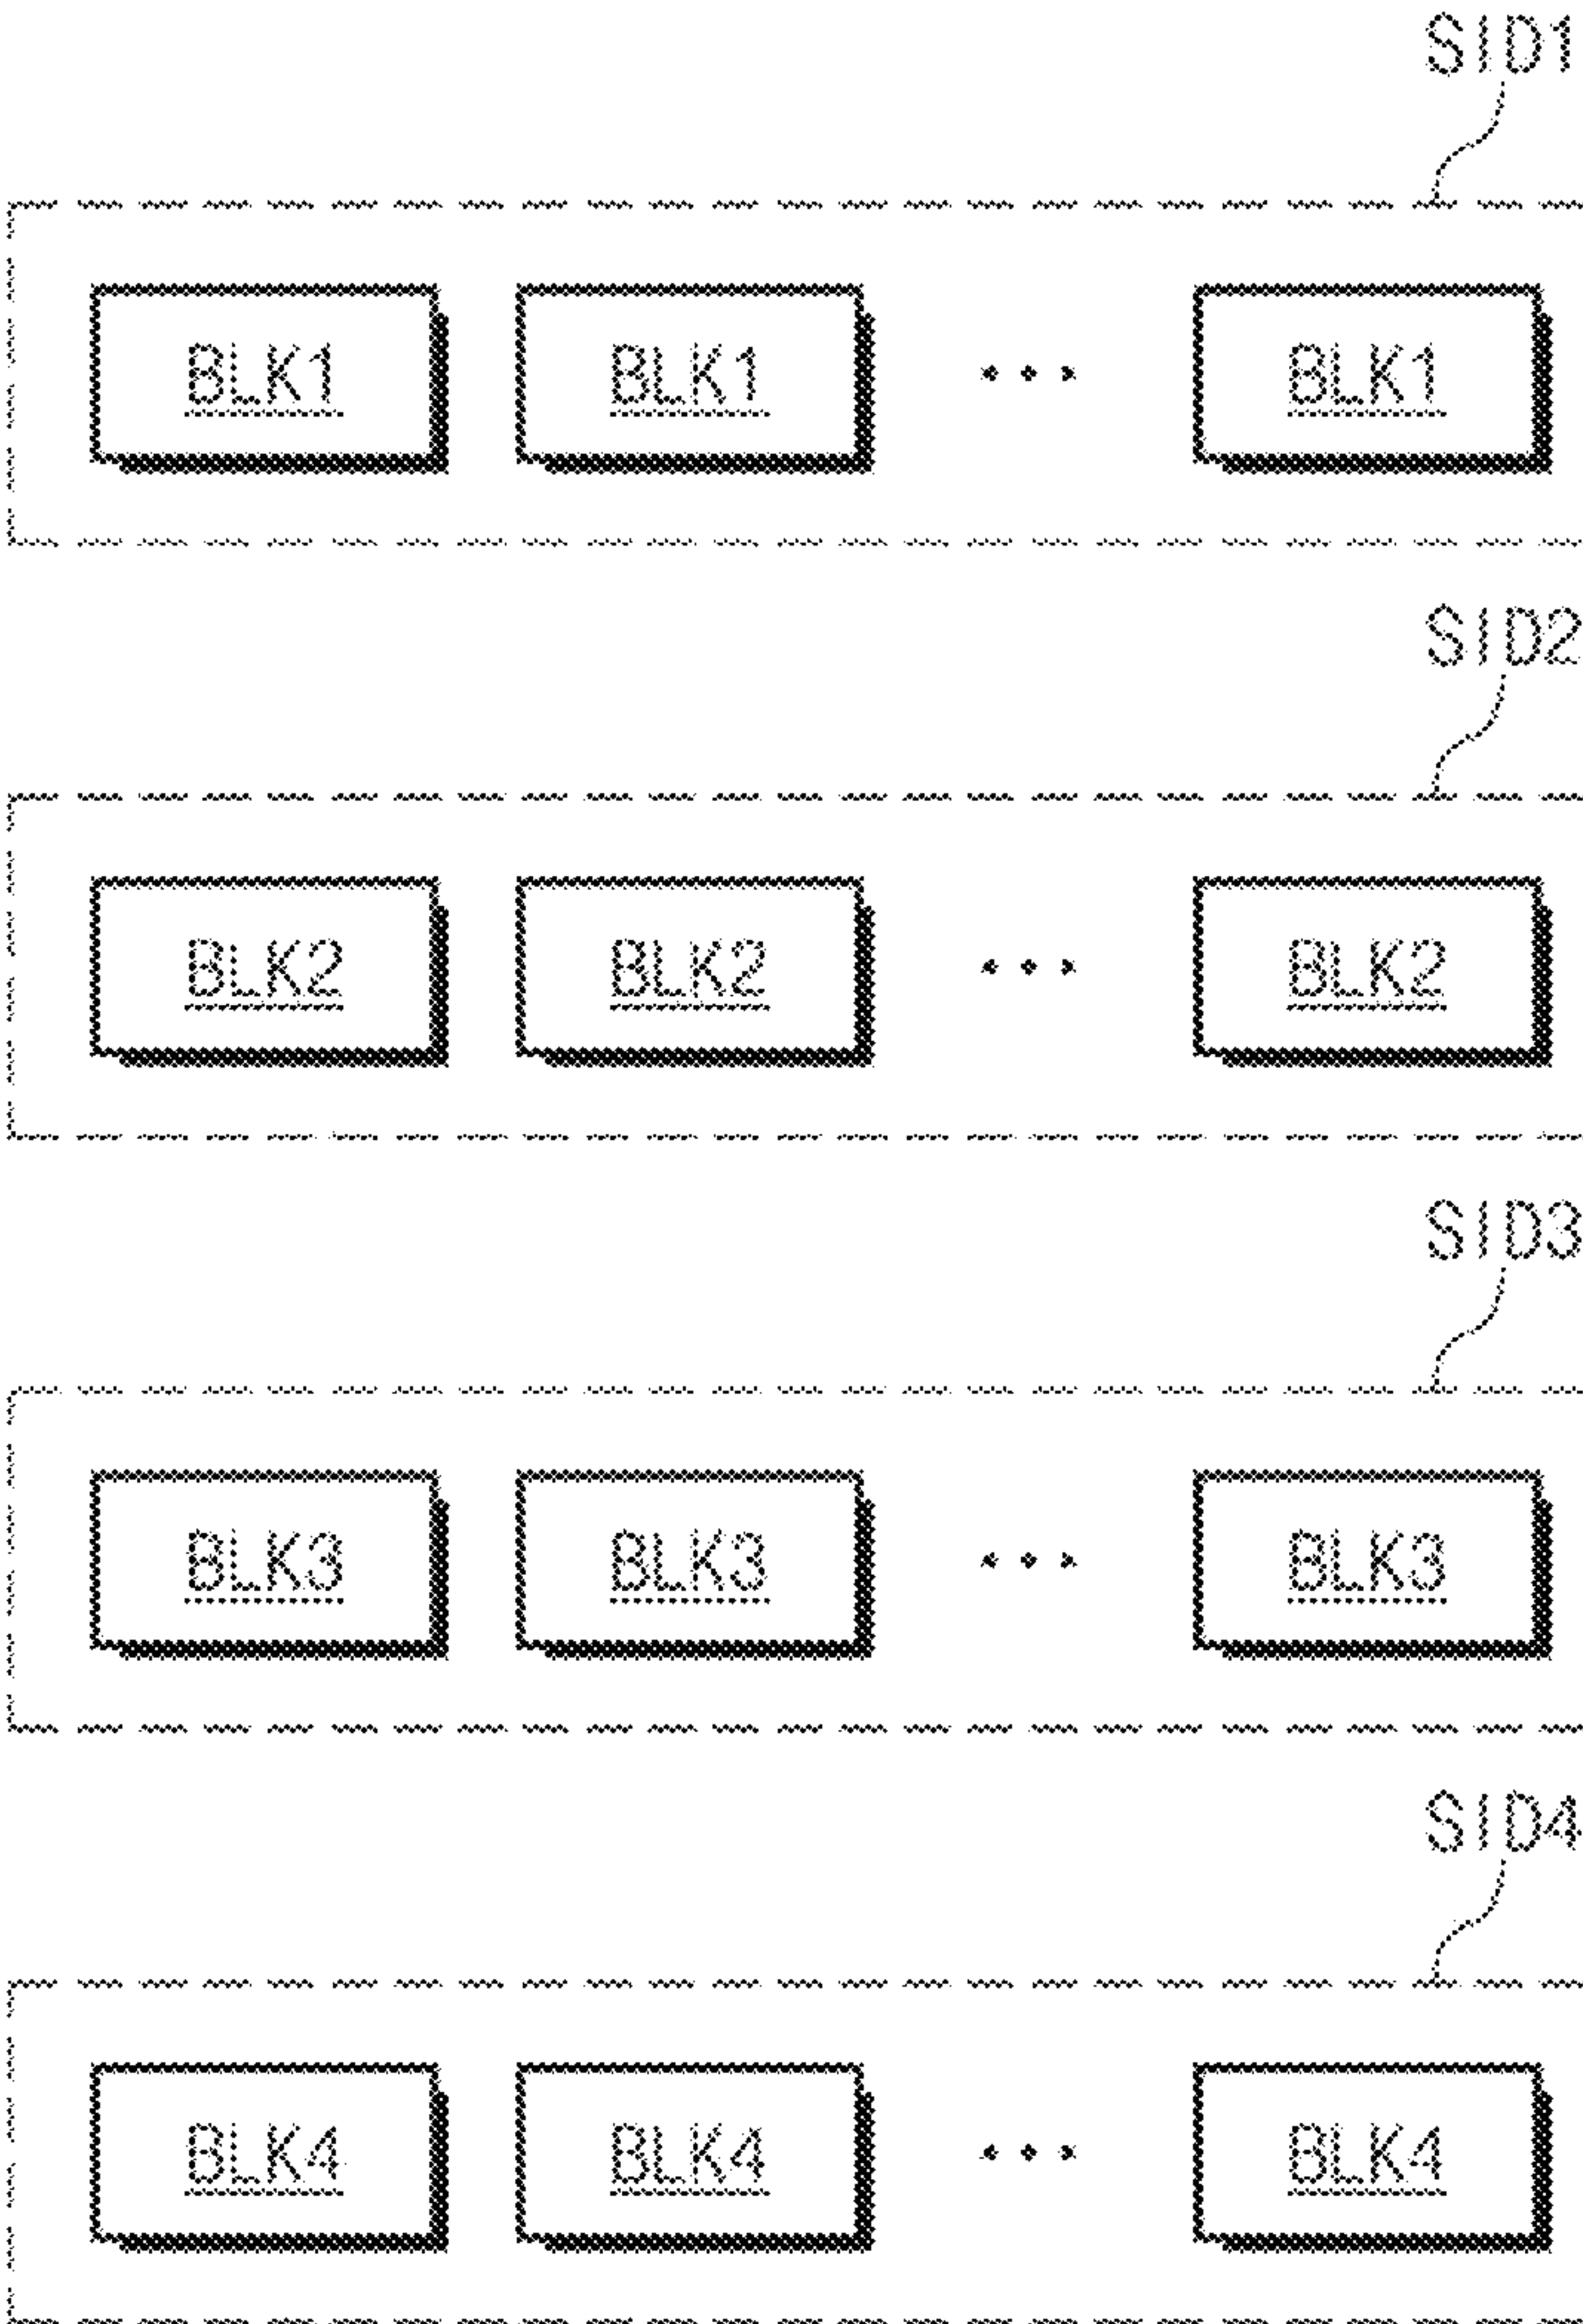 SID1
BLK1 BLK1 ... BLK1
SID2
BLK2 BLK2 ... BLK2
SID3
BLK3 BLK3 ... BLK3
SID4
BLK4 BLK4 ... BLK4